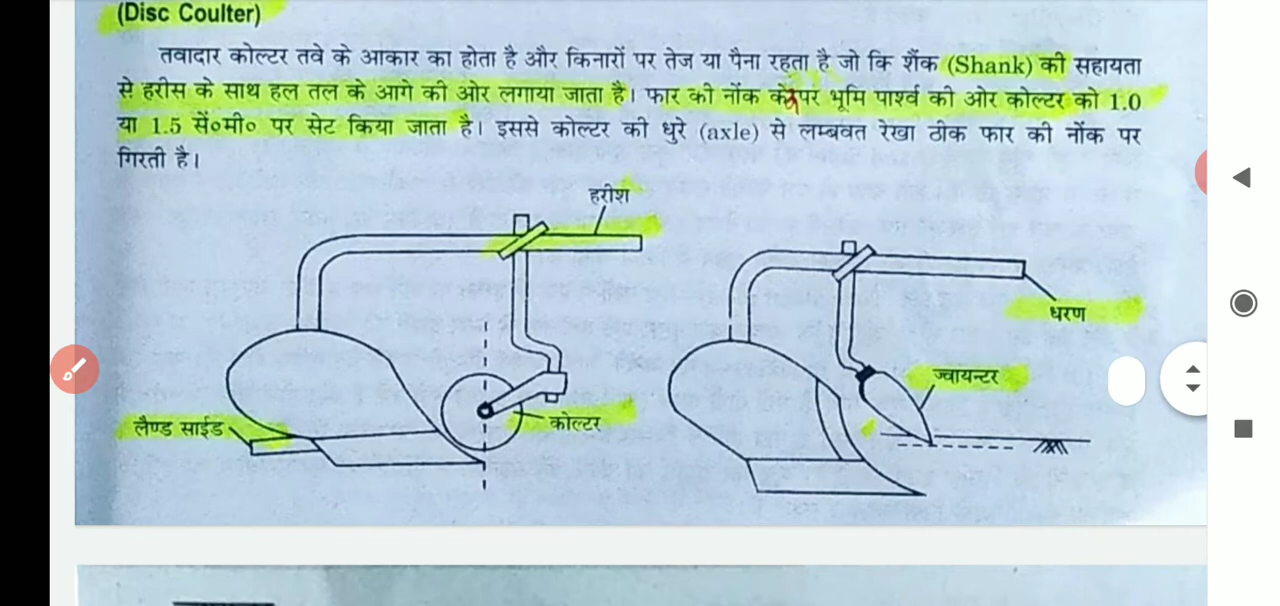 (Disc Coulter)
तवादार कोल्टर तवे के आकार का होता है और किनारों पर तेज या पैना रहता है जो कि शैंक (Shank) की सहायता
से हरीस के साथ हल तल के आगे की ओर लगाया जाता है। फार की नोंक के पर भूमि पार्श्व की ओर कोल्टर को 1.0
या 1.5 सें०मी० पर सेट किया जाता है। इससे कोल्टर की धुरे (axle) से लम्बवत रेखा ठीक फार की नोंक पर
गिरती है।
हरीश
धरण
ज्वायन्टर
लैण्ड साईड
कोल्टर